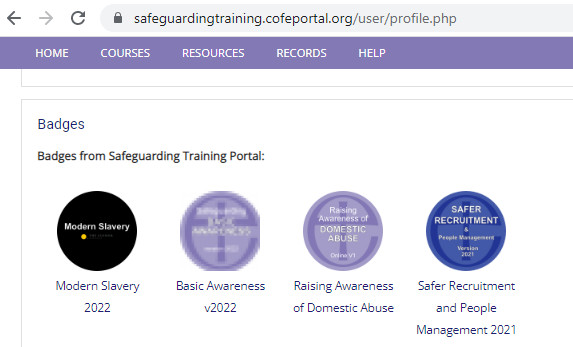 safeguardingtraining.cofeportal.org/user/profile.php
HOME COURSES RESOURCES RECORDS HELP
Badges
Badges from Safeguarding Training Portal:
Modern Slavery
Safeguarding
BASIC
AWARENESS
version 2022
Raising
Awareness of
DOMESTIC
ABUSE
Online V1
SAFER
RECRUITMENT
&
People Management
Version
2021
Modern Slavery
2022
Basic Awareness
v2022
Raising Awareness
of Domestic Abuse
Safer Recruitment
and People
Management 2021